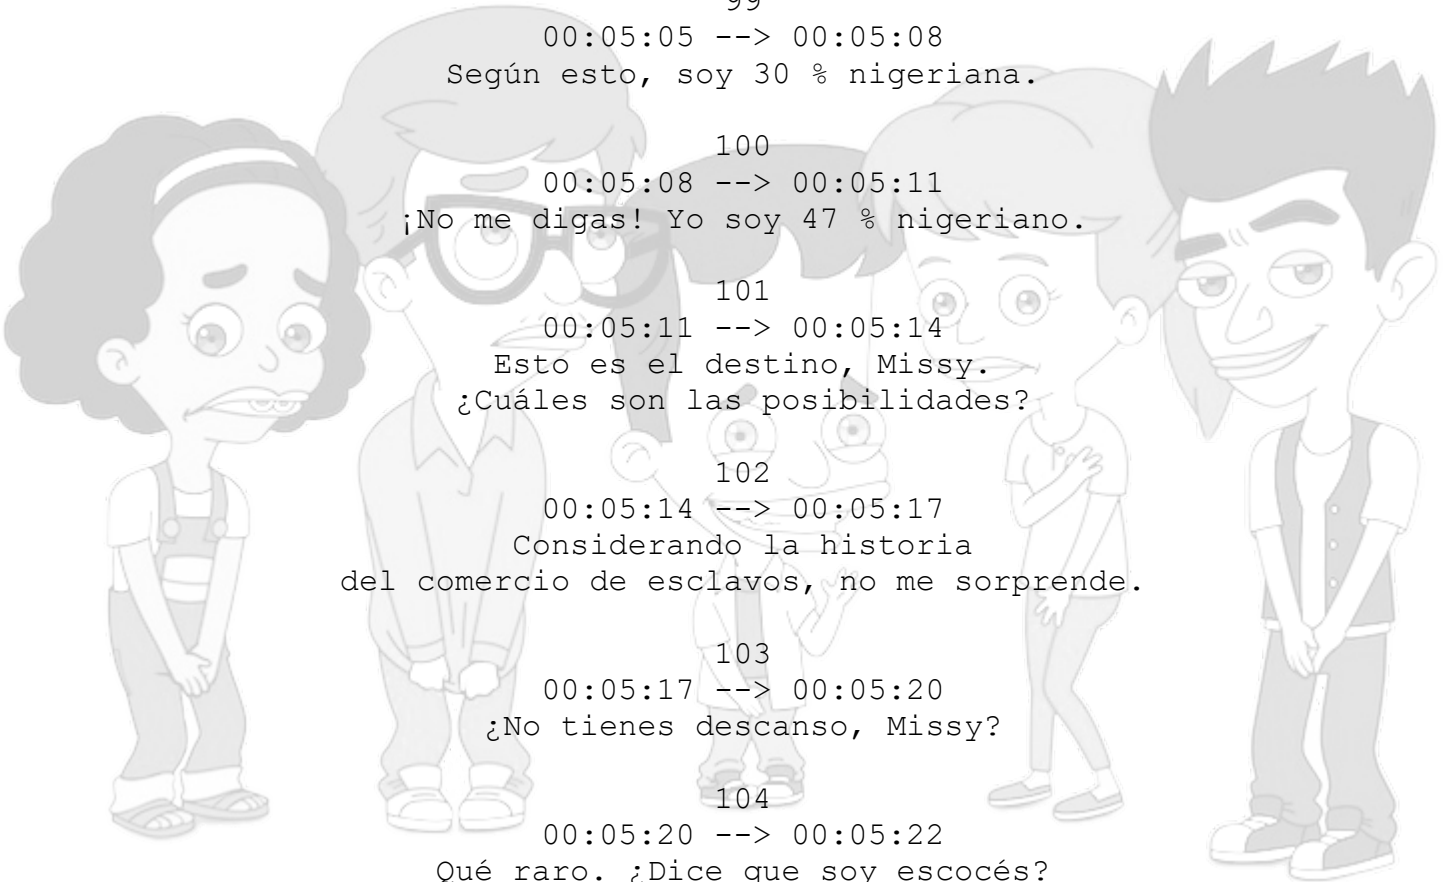 99
00:05:05 --> 00:05:08
Según esto, soy 30 % nigeriana.
100
00:05:08 --> 00:05:11
¡No me digas! Yo soy 47 % nigeriano.
101
00:05:11 --> 00:05:14
Esto es el destino, Missy.
¿Cuáles son las posibilidades?
102
00:05:14 --> 00:05:17
Considerando la historia
del comercio de esclavos, no me sorprende.
103
00:05:17 --> 00:05:20
¿No tienes descanso, Missy?
104
00:05:20 --> 00:05:22
Qué raro. ¿Dice que soy escocés?